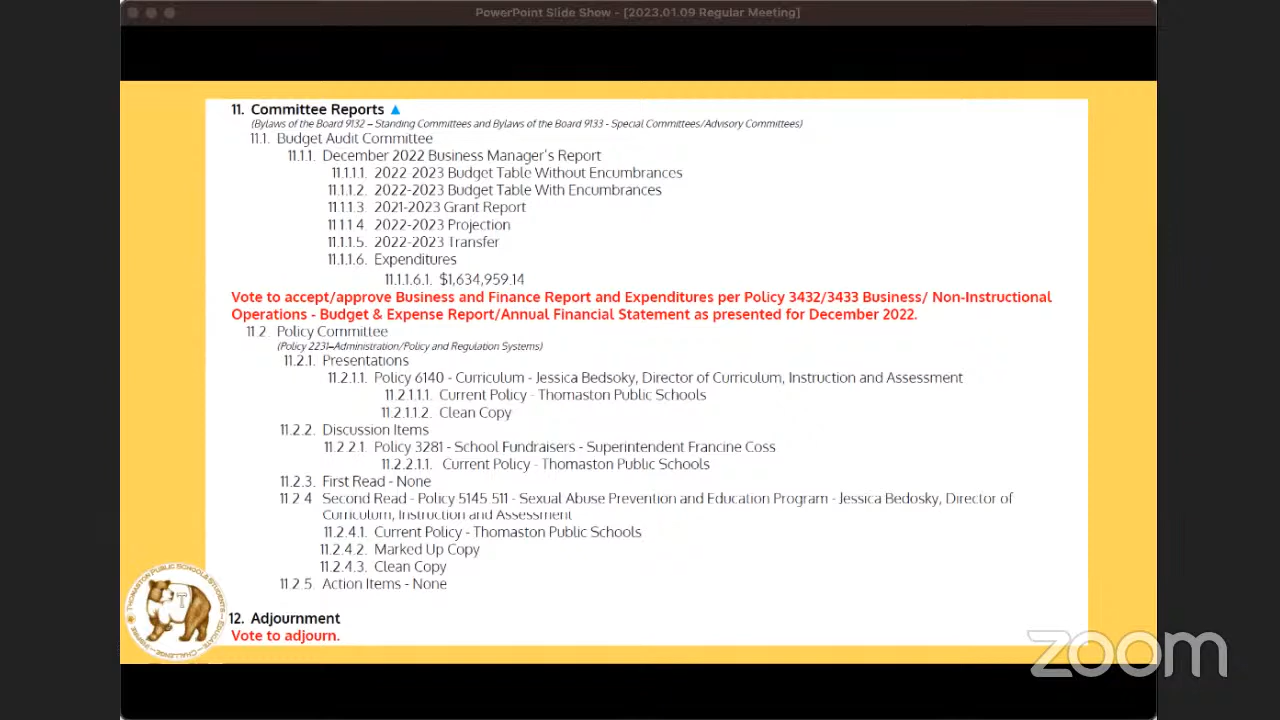 PowerPoint Slide Show - [2023.01.09 Regular Meeting]
11. Committee Reports ▲
(Bylaws of the Board 9132 – Standing Committees and Bylaws of the Board 9133 - Special Committees/Advisory Committees)
11.1. Budget Audit Committee
11.1.1. December 2022 Business Manager's Report
11.1.1.1. 2022-2023 Budget Table Without Encumbrances
11.1.1.2. 2022-2023 Budget Table With Encumbrances
11.1.1.3 2021-2023 Grant Report
11.1.1.4 2022-2023 Projection
11.1.1.5. 2022-2023 Transfer
11.1.1.6. Expenditures
11.1.1.6.1. $1,634,959.14
Vote to accept/approve Business and Finance Report and Expenditures per Policy 3432/3433 Business/ Non-Instructional
Operations - Budget & Expense Report/Annual Financial Statement as presented for December 2022.
11.2. Policy Committee
(Policy 2231–Administration/Policy and Regulation Systems)
11.2.1. Presentations
11.2.1.1. Policy 6140 - Curriculum - Jessica Bedsoky, Director of Curriculum, Instruction and Assessment
11.2.1.1.1. Current Policy - Thomaston Public Schools
11.2.1.1.2. Clean Copy
11.2.2. Discussion Items
11.2.2.1. Policy 3281 - School Fundraisers - Superintendent Francine Coss
11.2.2.1.1. Current Policy - Thomaston Public Schools
11.2.3. First Read - None
11.2.4 Second Read - Policy 5145.511 - Sexual Abuse Prevention and Education Program - Jessica Bedosky, Director of
Curriculum, Instruction and Assessment
11.2.4.1. Current Policy - Thomaston Public Schools
11.2.4.2. Marked Up Copy
11.2.4.3. Clean Copy
11.2.5. Action Items - None
12. Adjournment
Vote to adjourn.
THOMASTON PUBLIC SCHOOLS STUDENTS
EDUCATE – CHALLENGE – INSPIRE
T
zoom